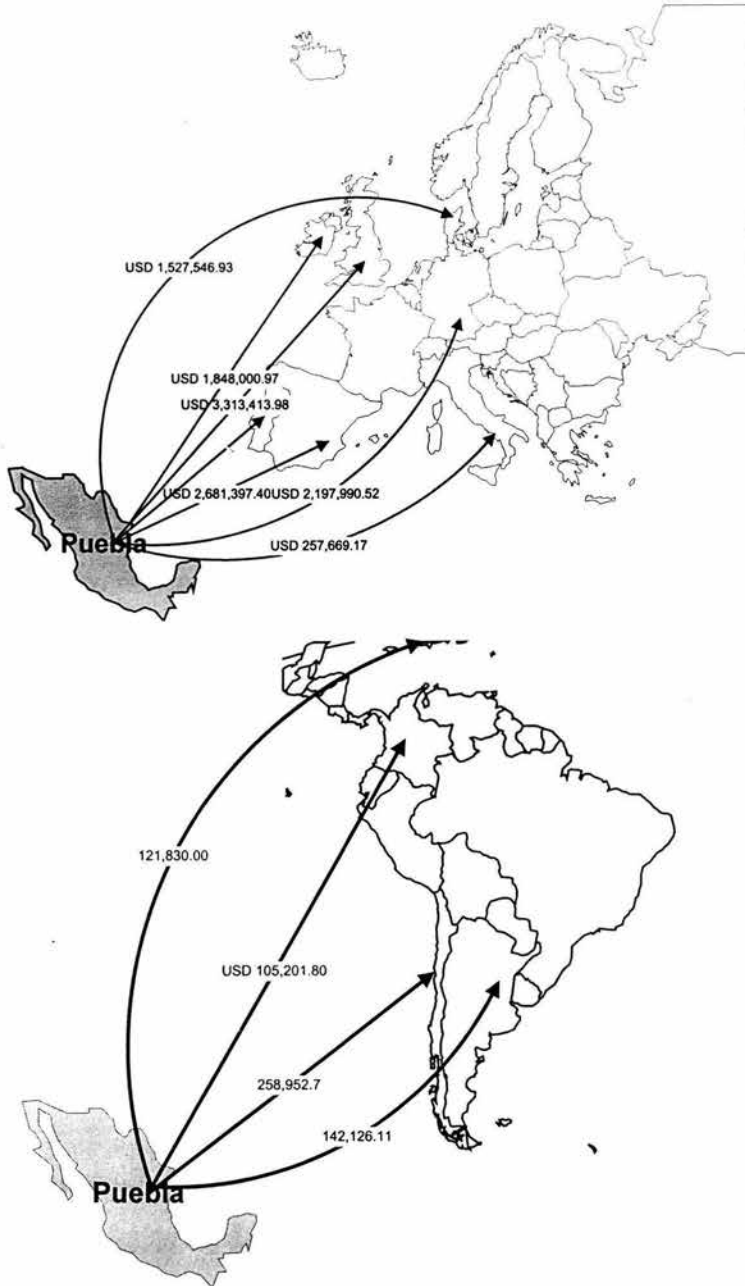 USD 1,527,546.93
USD 1,848,000.97
USD 3,313,413.98
USD 2,681,397.40USD 2,197,990.52
Puebla
USD 257,669.17
121,830.00
USD 105,201.80
258,952.7
142,126.11
Puebla